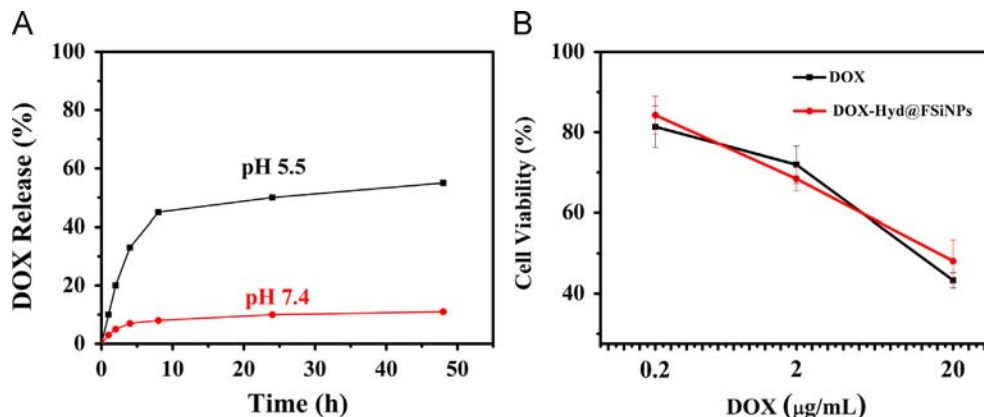 A
DOX Release (%)
100
80
60
40
20
0
pH 5.5
pH 7.4
0
10
20
30
40
50
Time (h)
B
Cell Viability (%)
100
80
60
40
DOX
DOX-Hyd@FSiNPs
0.2
2
20
DOX (μg/mL)